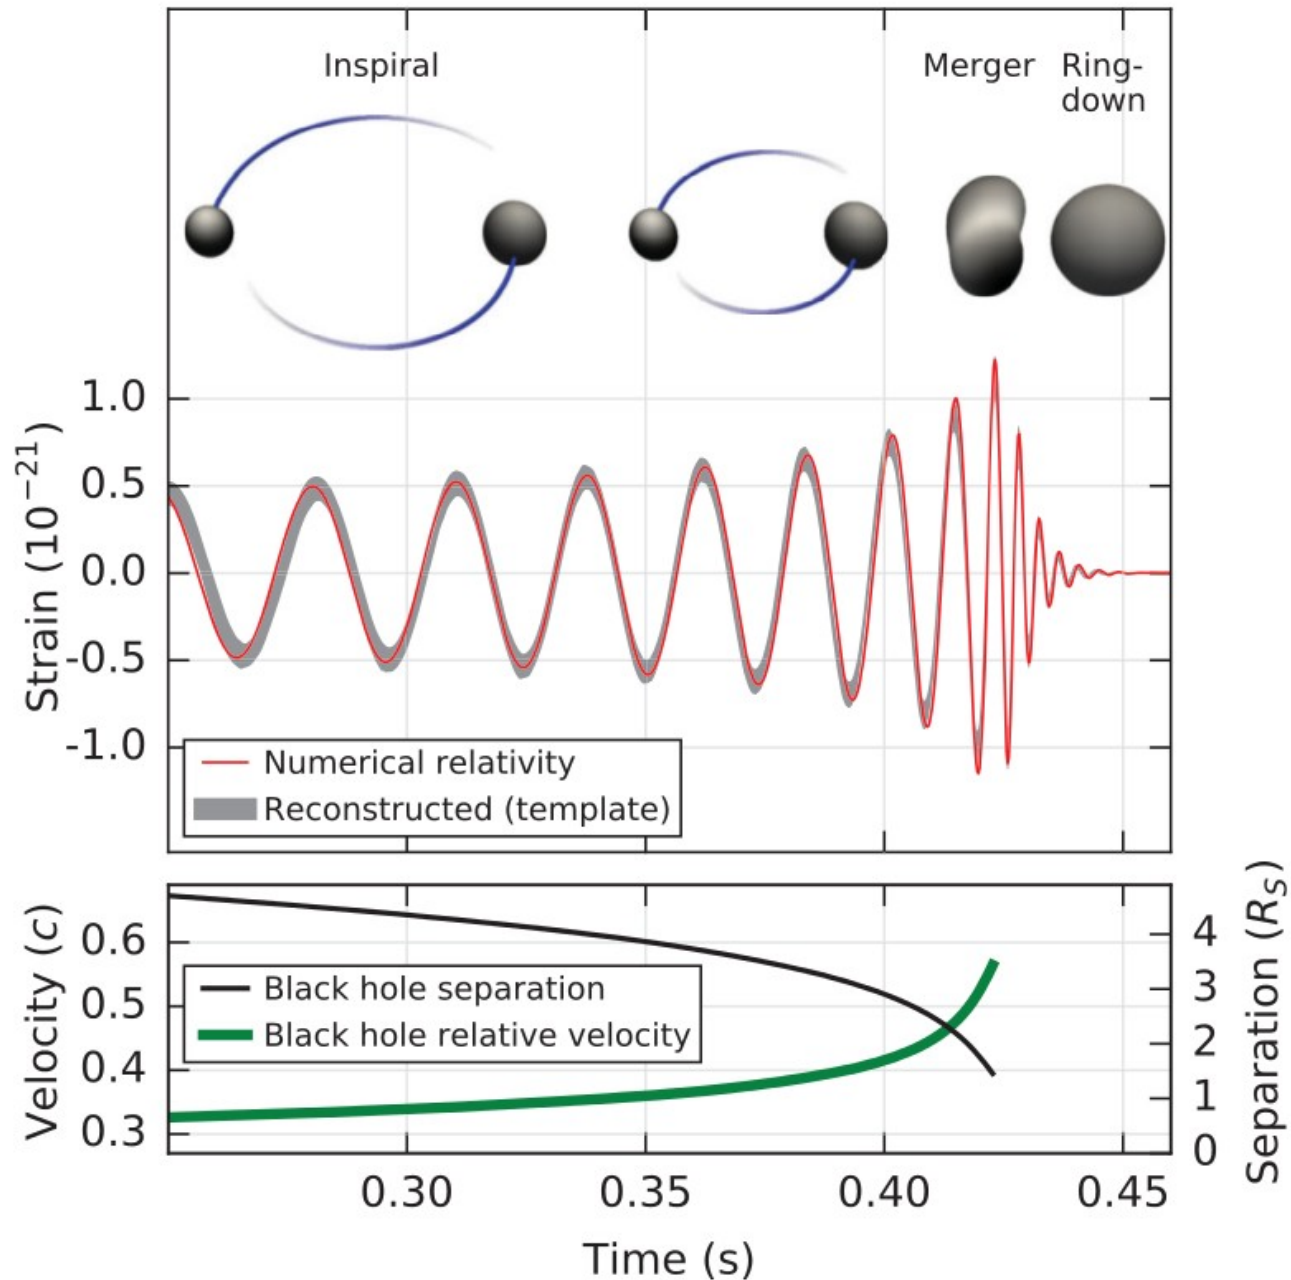 Inspiral
Merger
Ring-
down
Strain (10⁻²¹)
1.0
0.5
0.0
-0.5
-1.0
Numerical relativity
Reconstructed (template)
Velocity (c)
0.6
0.5
0.4
0.3
Black hole separation
Black hole relative velocity
4
3
2
1
0
Separation (R_S)
0.30 0.35 0.40 0.45
Time (s)